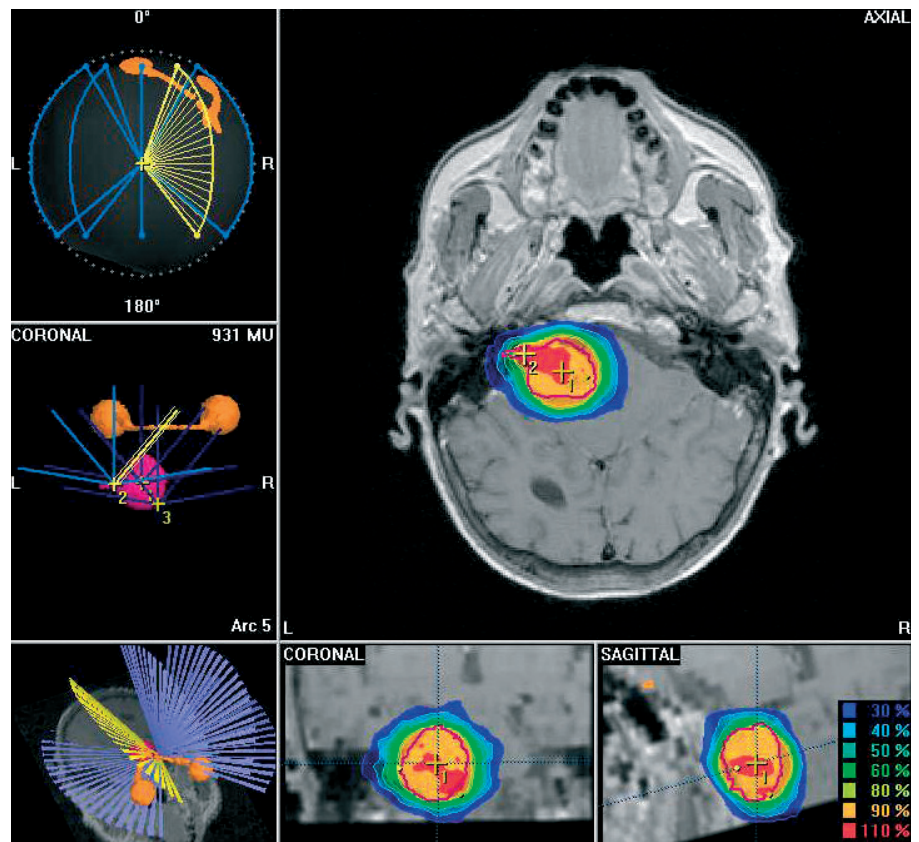 0°
L
R
180°
CORONAL
931 MU
L
R
2
3
Arc 5
AXIAL
2
1
L
R
CORONAL
1
SAGITTAL
1
30 %
40 %
50 %
60 %
80 %
90 %
110 %